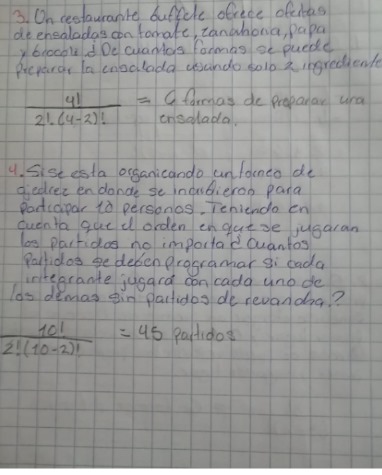 3. Un restaurante buffete ofrece ofertas
de ensaladas con tomate, zanahoria, papa
y brocoli ¿De cuantas formas se puede
preparar la ensalada usando solo 2 ingrediente
4! / 2!.(4-2)! = 6 formas de preparar una
ensalada.
4. Si se esta organicando un torneo de
ajedrez en donde se inscribieron para
participar 10 personas. Teniendo en
cuenta que el orden en que se jugaran
los partidos no importa ¿Cuantos
partidos se deben programar si cada
integrante jugará con cada uno de
los demas sin partidos de revancha?
10! / 2!(10-2)! = 45 partidos